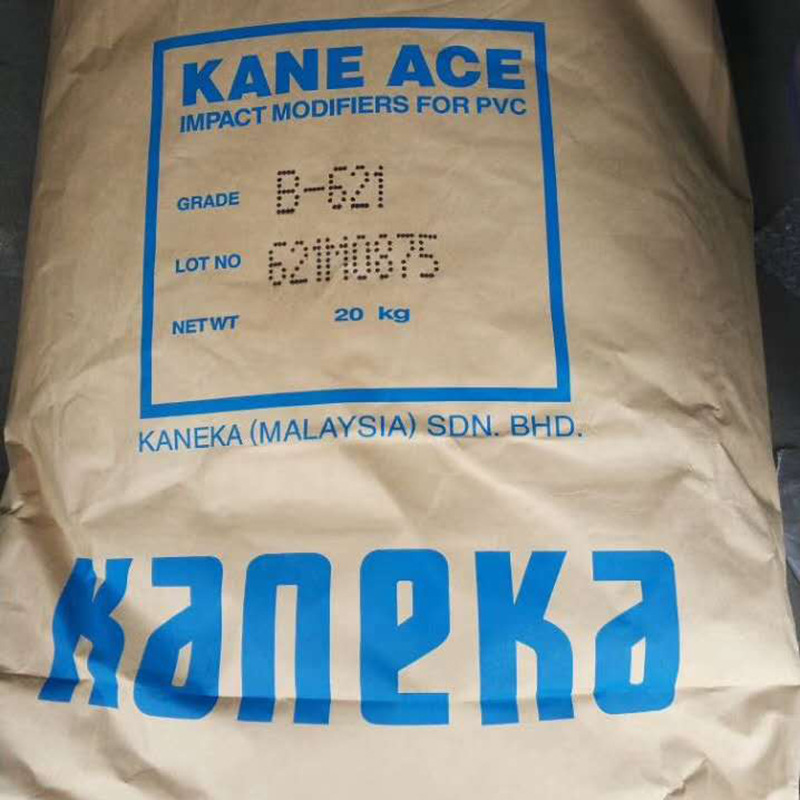 KANE ACE
IMPACT MODIFIERS FOR PVC
GRADE B-621
LOT NO 621M0875
NET WT 20 kg
KANEKA (MALAYSIA) SDN. BHD.
Kaneka